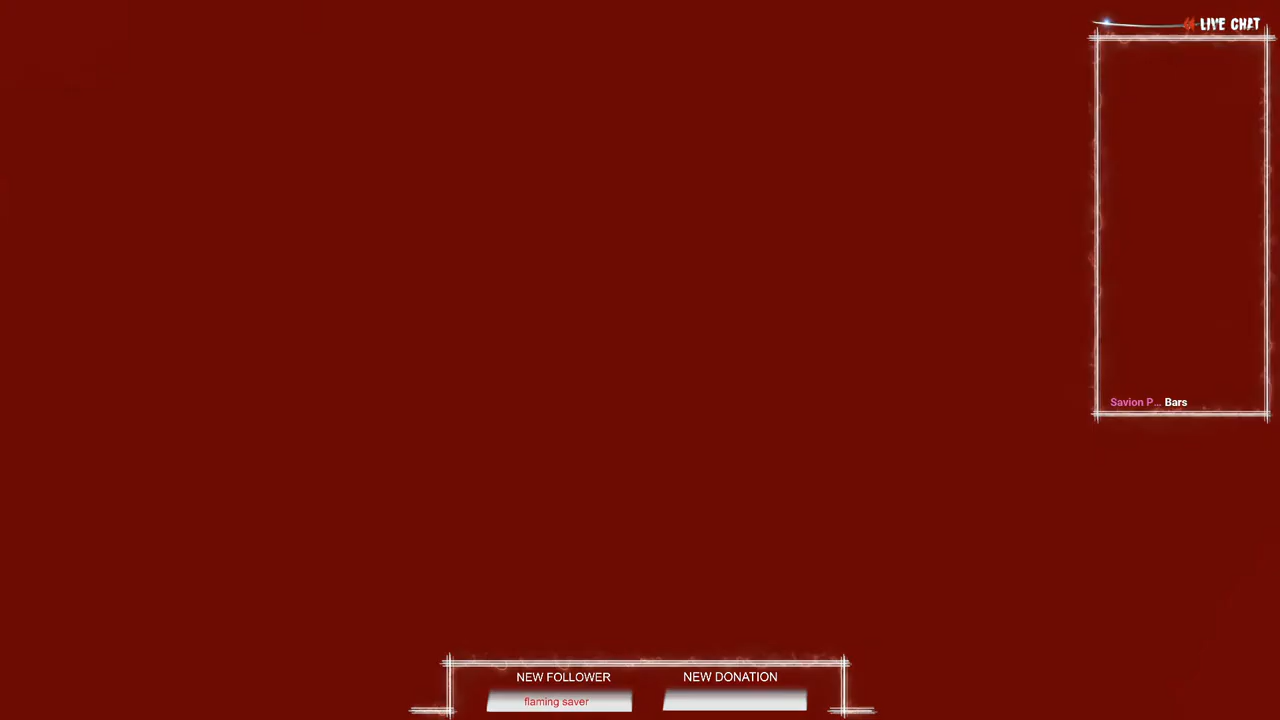 LIVE CHAT
Savion P... Bars
NEW FOLLOWER
NEW DONATION
flaming saver